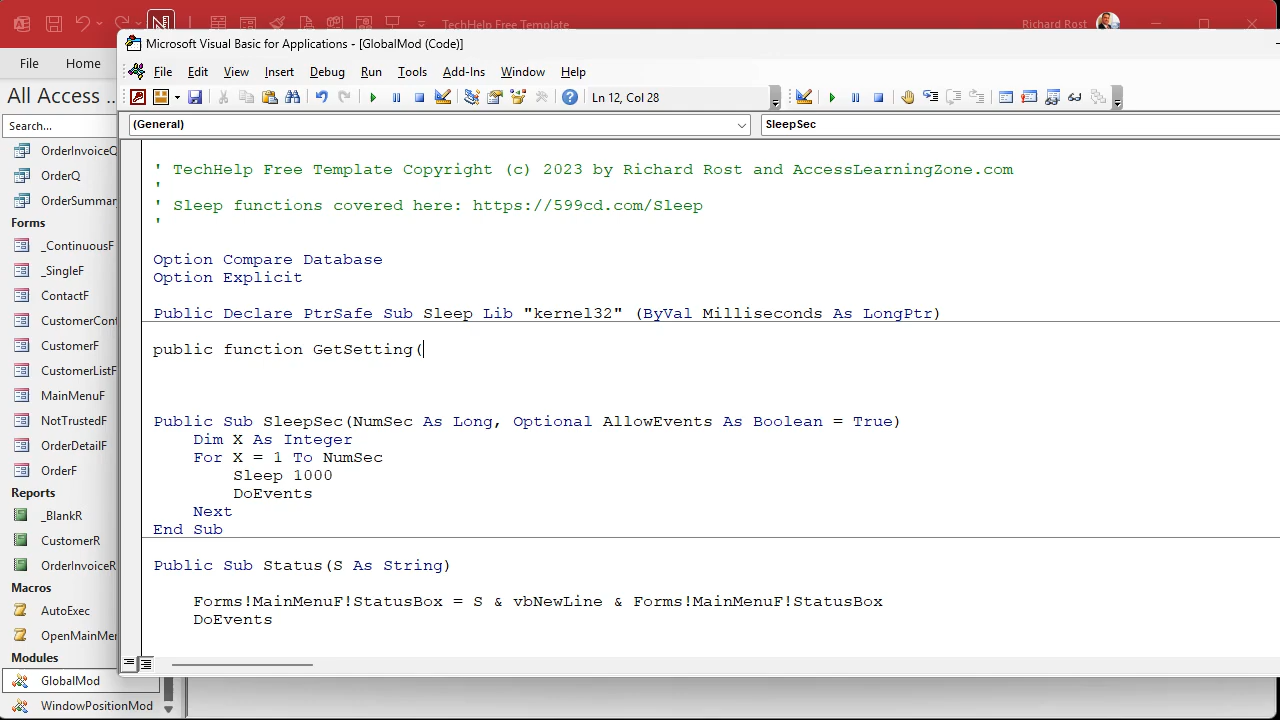 TechHelp Free Template
Richard Rost
Microsoft Visual Basic for Applications - [GlobalMod (Code)]
File
Home
File Edit View Insert Debug Run Tools Add-Ins Window Help
All Access ...
Ln 12, Col 28
Search...
(General)
SleepSec
OrderInvoiceQ
OrderQ
OrderSummar
Forms
_ContinuousF
_SingleF
ContactF
CustomerCont
CustomerF
CustomerListF
MainMenuF
NotTrustedF
OrderDetailF
OrderF
Reports
_BlankR
CustomerR
OrderInvoiceR
Macros
AutoExec
OpenMainMer
Modules
GlobalMod
WindowPositionMod
' TechHelp Free Template Copyright (c) 2023 by Richard Rost and AccessLearningZone.com
'
' Sleep functions covered here: https://599cd.com/Sleep
'
Option Compare Database
Option Explicit
Public Declare PtrSafe Sub Sleep Lib "kernel32" (ByVal Milliseconds As LongPtr)
public function GetSetting(
Public Sub SleepSec(NumSec As Long, Optional AllowEvents As Boolean = True)
Dim X As Integer
For X = 1 To NumSec
Sleep 1000
DoEvents
Next
End Sub
Public Sub Status(S As String)
Forms!MainMenuF!StatusBox = S & vbNewLine & Forms!MainMenuF!StatusBox
DoEvents